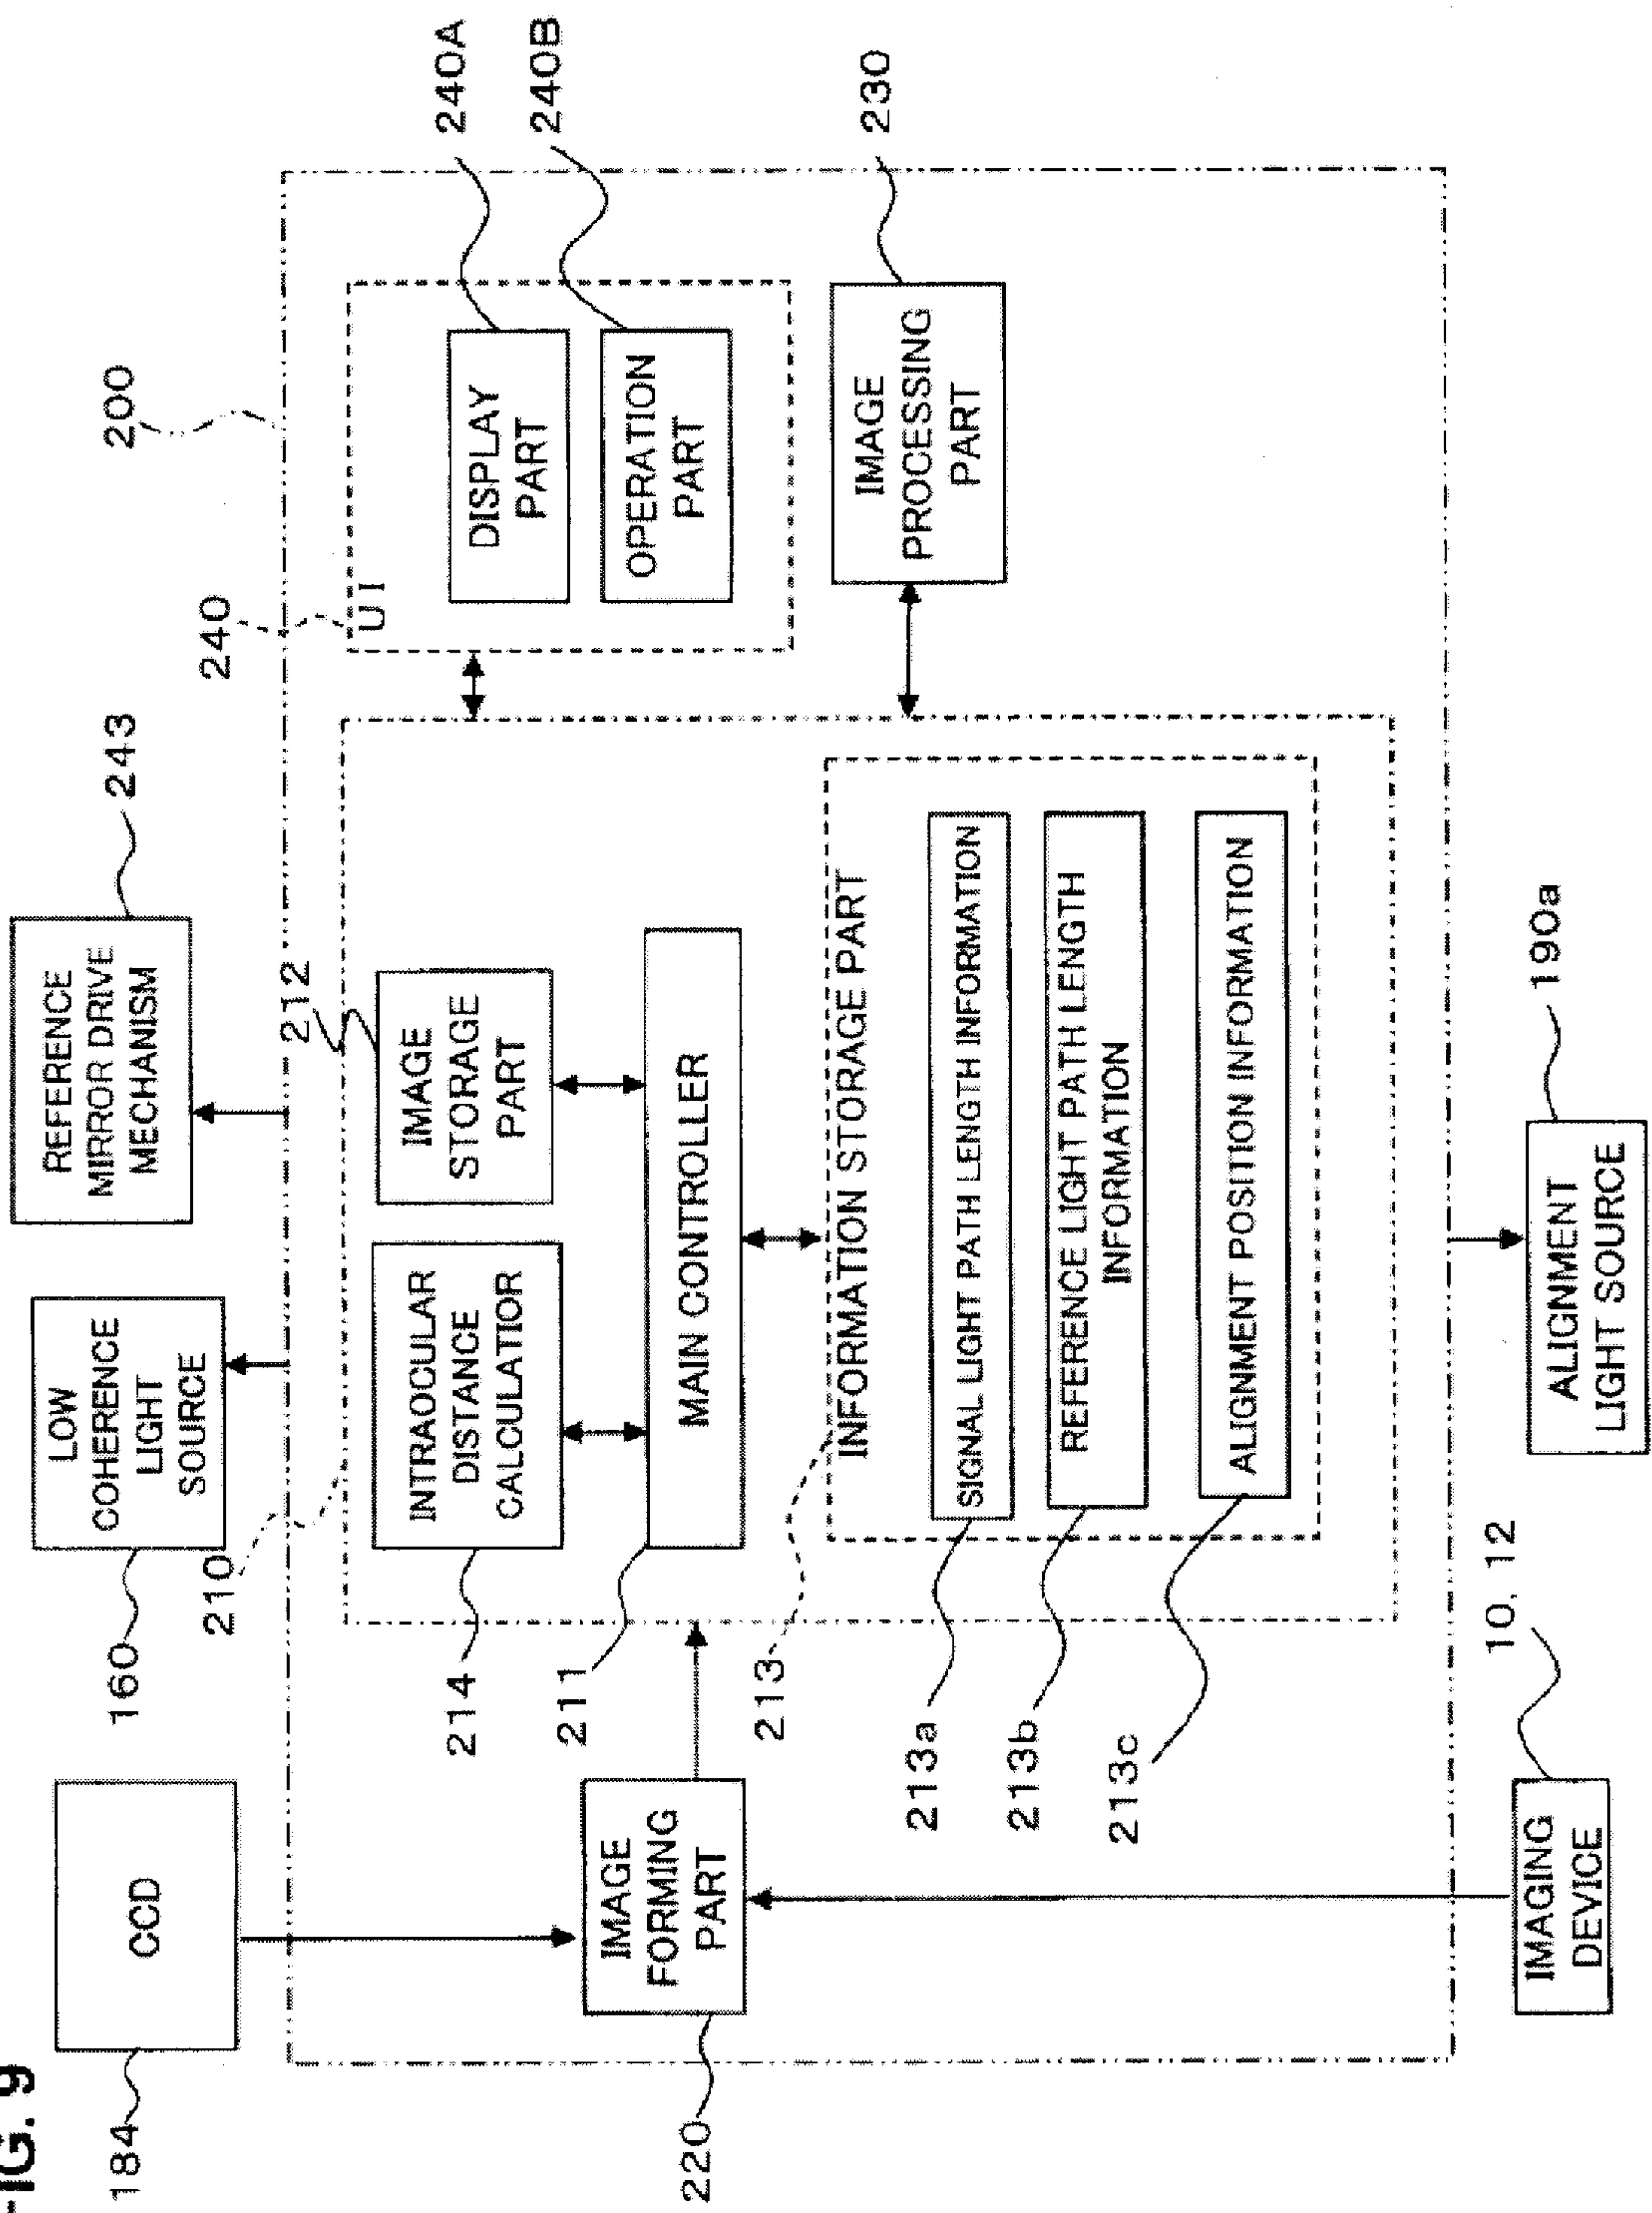 FIG. 9
184
CCD
160
LOW
COHERENCE
LIGHT
SOURCE
REFERENCE
MIRROR DRIVE
MECHANISM
243
200
210
212
240
UI
240A
240B
DISPLAY
PART
OPERATION
PART
214
INTRAOCULAR
DISTANCE
CALCULATIOR
IMAGE
STORAGE
PART
211
MAIN CONTROLLER
220
IMAGE
FORMING
PART
230
IMAGE
PROCESSING
PART
213
INFORMATION STORAGE PART
213a
SIGNAL LIGHT PATH LENGTH INFORMATION
213b
REFERENCE LIGHT PATH LENGTH
INFORMATION
213c
ALIGNMENT POSITION INFORMATION
10, 12
IMAGING
DEVICE
190a
ALIGNMENT
LIGHT SOURCE